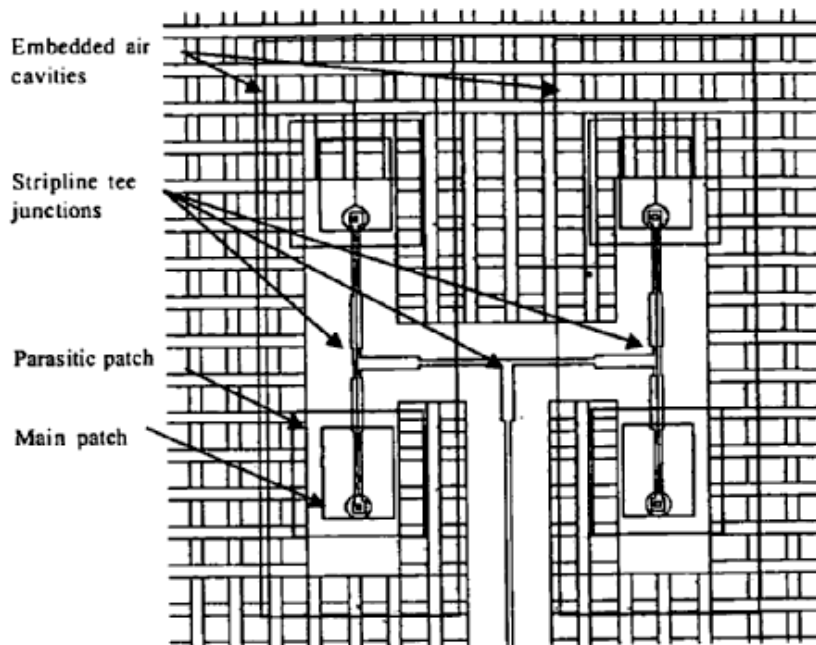 Embedded air
cavities
Stripline tee
junctions
Parasitic patch
Main patch